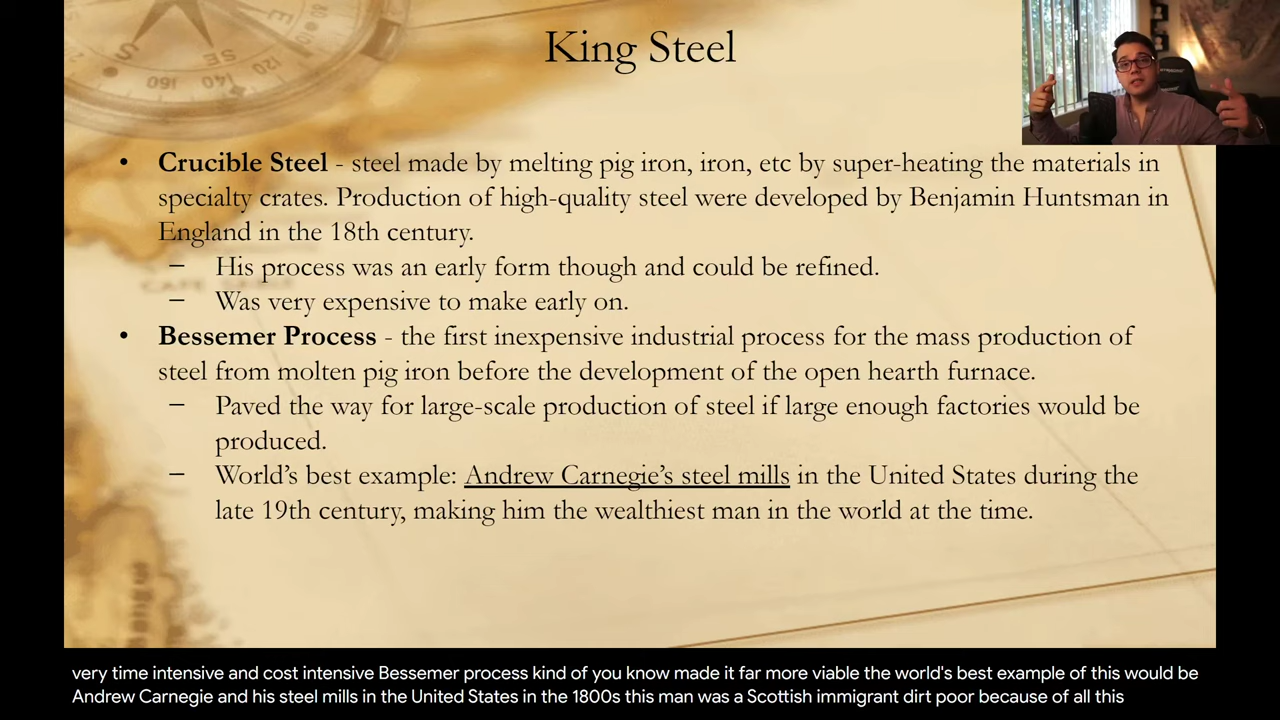 King Steel
• Crucible Steel - steel made by melting pig iron, iron, etc by super-heating the materials in
specialty crates. Production of high-quality steel were developed by Benjamin Huntsman in
England in the 18th century.
– His process was an early form though and could be refined.
– Was very expensive to make early on.
• Bessemer Process - the first inexpensive industrial process for the mass production of
steel from molten pig iron before the development of the open hearth furnace.
– Paved the way for large-scale production of steel if large enough factories would be
produced.
– World's best example: Andrew Carnegie's steel mills in the United States during the
late 19th century, making him the wealthiest man in the world at the time.
very time intensive and cost intensive Bessemer process kind of you know made it far more viable the world's best example of this would be
Andrew Carnegie and his steel mills in the United States in the 1800s this man was a Scottish immigrant dirt poor because of all this
S
SE
E
160
140
120
80